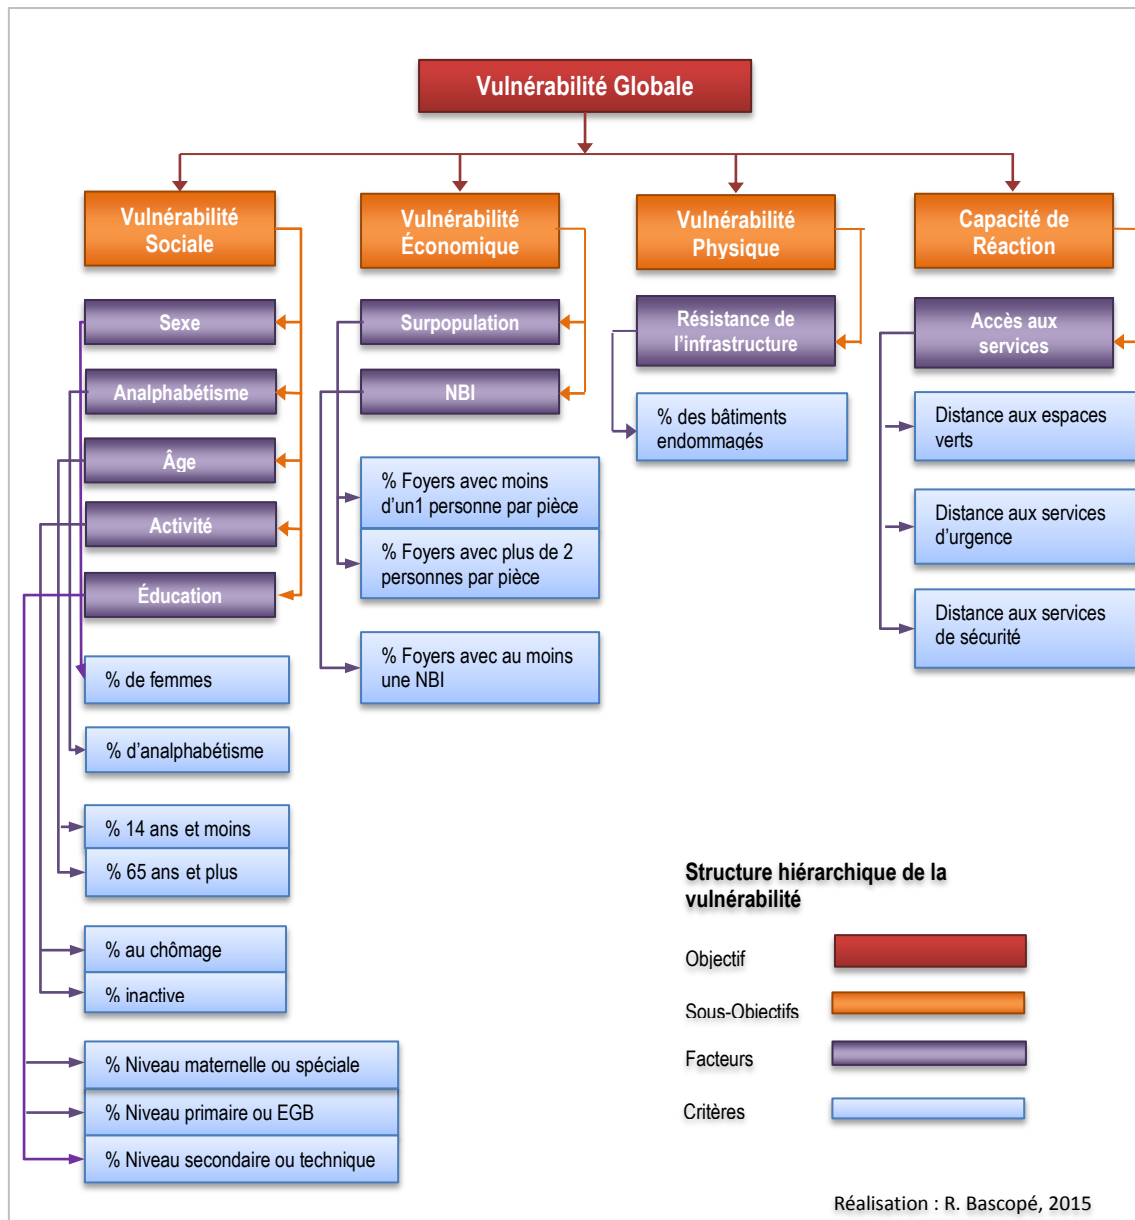 Vulnérabilité Globale
Vulnérabilité
Sociale
Vulnérabilité
Économique
Vulnérabilité
Physique
Capacité de
Réaction
Sexe
Analphabétisme
Âge
Activité
Éducation
Surpopulation
NBI
Résistance de
l'infrastructure
Accès aux
services
% des bâtiments
endommagés
Distance aux espaces
verts
Distance aux services
d'urgence
Distance aux services
de sécurité
% Foyers avec moins
d'un1 personne par pièce
% Foyers avec plus de 2
personnes par pièce
% Foyers avec au moins
une NBI
% de femmes
% d'analphabétisme
% 14 ans et moins
% 65 ans et plus
% au chômage
% inactive
% Niveau maternelle ou spéciale
% Niveau primaire ou EGB
% Niveau secondaire ou technique
Structure hiérarchique de la
vulnérabilité
Objectif
Sous-Objectifs
Facteurs
Critères
Réalisation : R. Bascopé, 2015